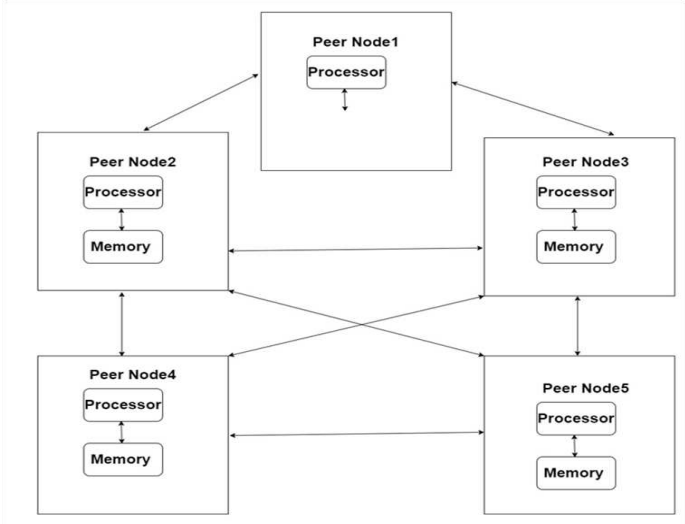 Peer Node1
Processor
Peer Node2
Processor
Memory
Peer Node3
Processor
Memory
Peer Node4
Processor
Memory
Peer Node5
Processor
Memory